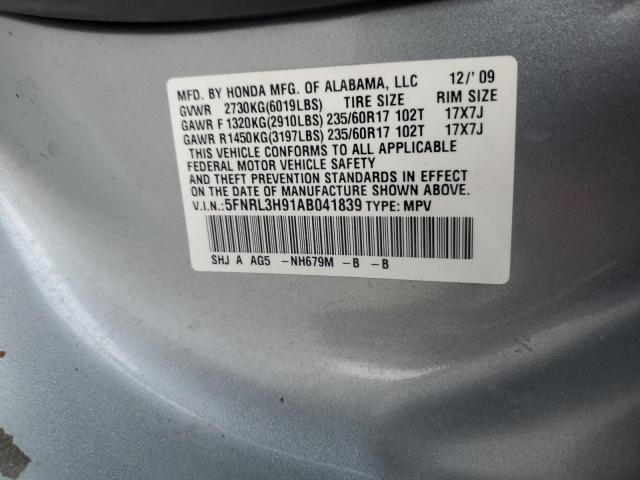 MFD. BY HONDA MFG. OF ALABAMA, LLC 12/' 09
GVWR 2730KG(6019LBS) TIRE SIZE RIM SIZE
GAWR F 1320KG(2910LBS) 235/60R17 102T 17X7J
GAWR R1450KG(3197LBS) 235/60R17 102T 17X7J
THIS VEHICLE CONFORMS TO ALL APPLICABLE
FEDERAL MOTOR VEHICLE SAFETY
AND THEFT PREVENTION STANDARDS IN EFFECT
ON THE DATE OF MANUFACTURE SHOWN ABOVE.
V.I.N.:5FNRL3H91AB041839 TYPE: MPV
SHJ A AG5 -NH679M -B -B